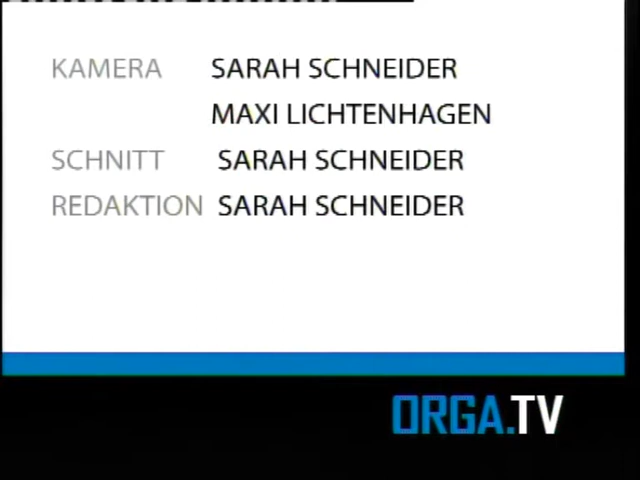 KAMERA SARAH SCHNEIDER
MAXI LICHTENHAGEN
SCHNITT SARAH SCHNEIDER
REDAKTION SARAH SCHNEIDER
ORGA.TV